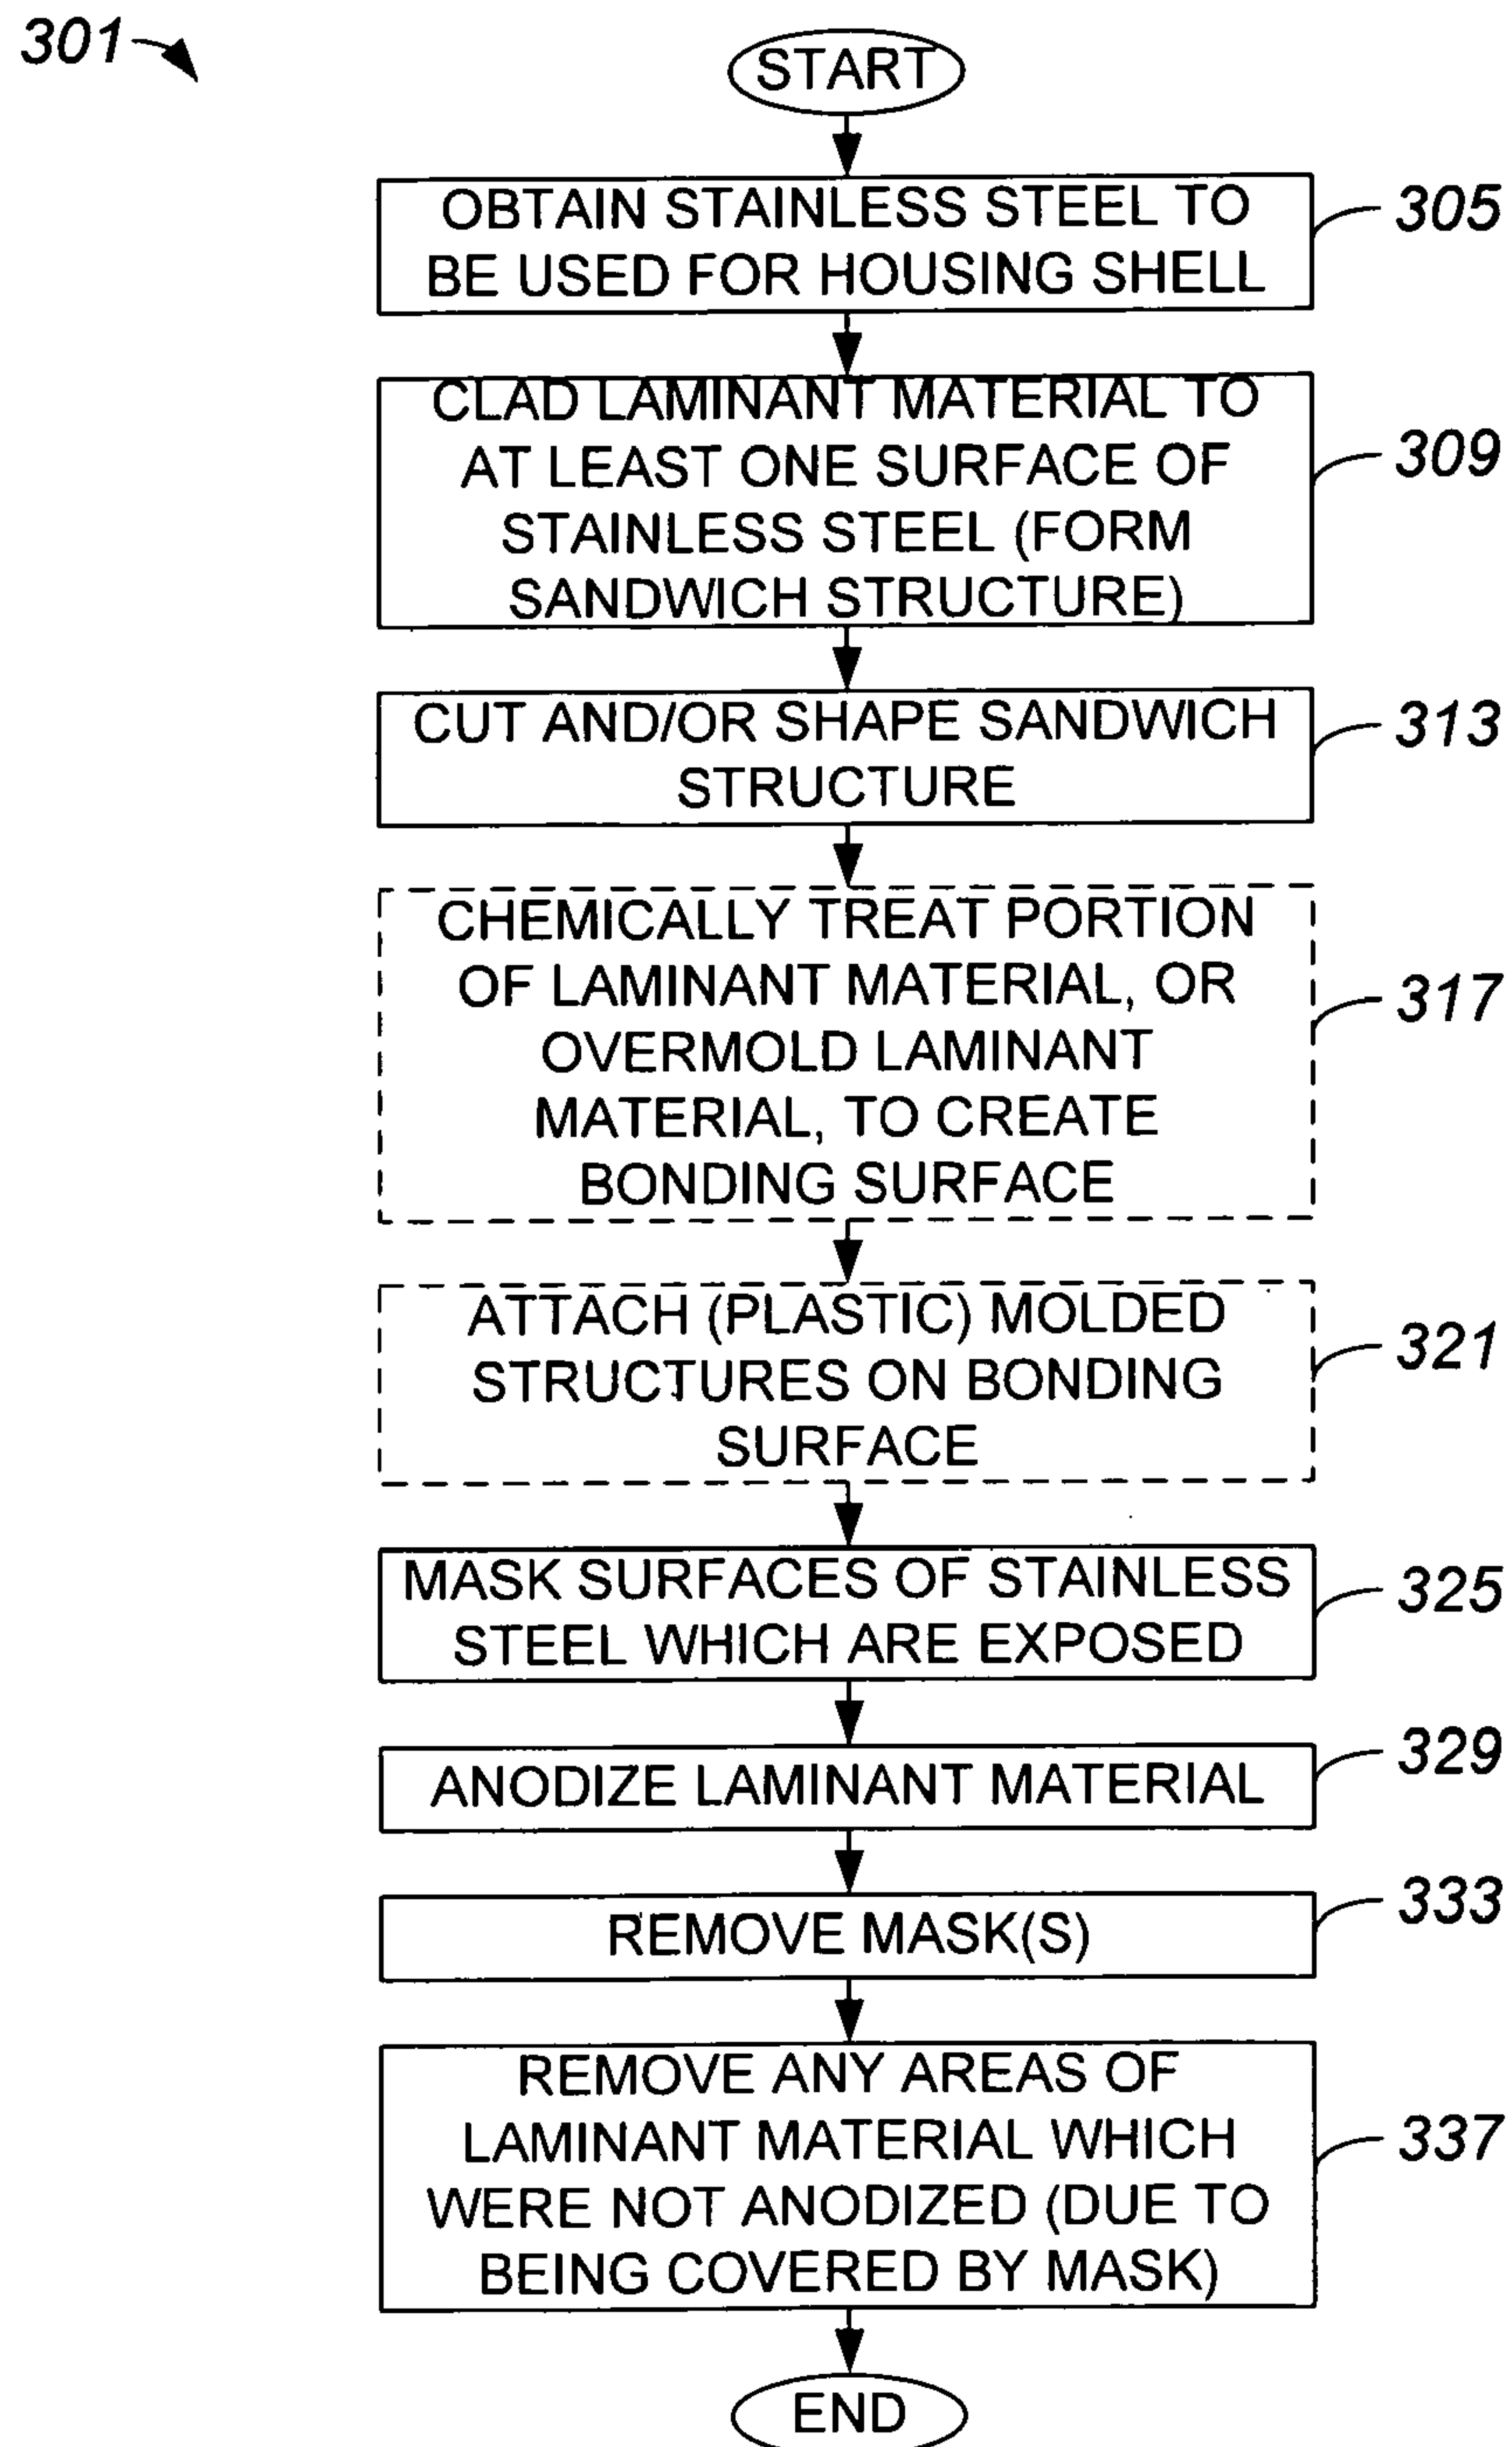 301
START
OBTAIN STAINLESS STEEL TO
BE USED FOR HOUSING SHELL
305
CLAD LAMINANT MATERIAL TO
AT LEAST ONE SURFACE OF
STAINLESS STEEL (FORM
SANDWICH STRUCTURE)
309
CUT AND/OR SHAPE SANDWICH
STRUCTURE
313
CHEMICALLY TREAT PORTION
OF LAMINANT MATERIAL, OR
OVERMOLD LAMINANT
MATERIAL, TO CREATE
BONDING SURFACE
317
ATTACH (PLASTIC) MOLDED
STRUCTURES ON BONDING
SURFACE
321
MASK SURFACES OF STAINLESS
STEEL WHICH ARE EXPOSED
325
ANODIZE LAMINANT MATERIAL
329
REMOVE MASK(S)
333
REMOVE ANY AREAS OF
LAMINANT MATERIAL WHICH
WERE NOT ANODIZED (DUE TO
BEING COVERED BY MASK)
337
END